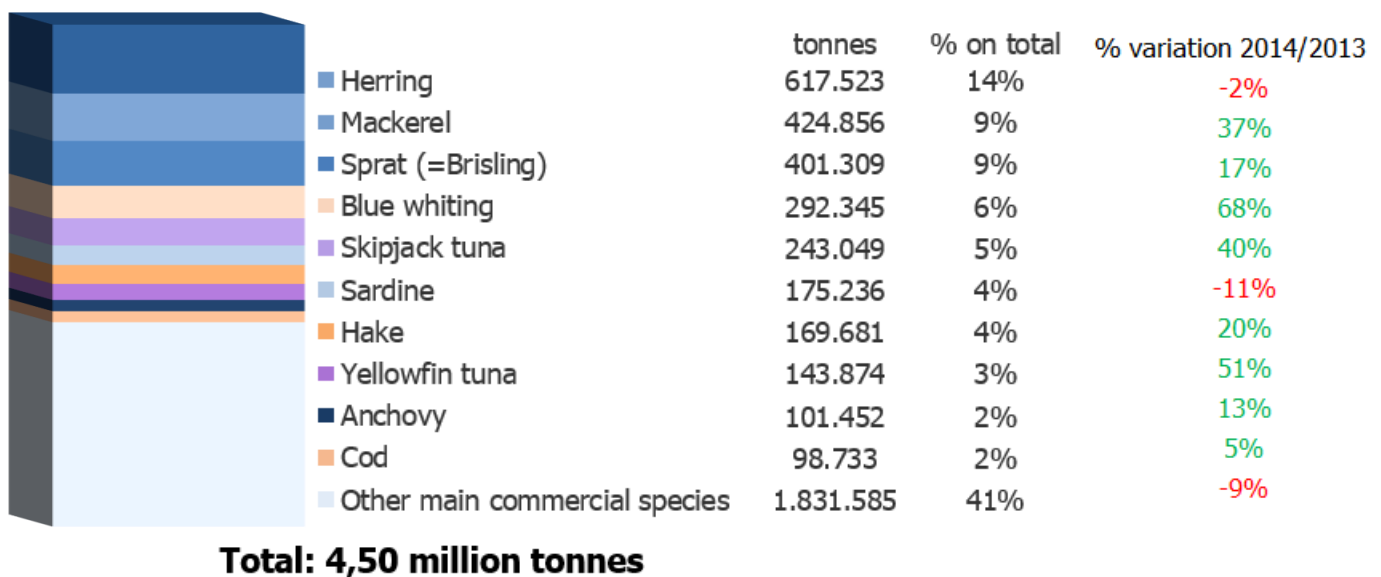 tonnes % on total % variation 2014/2013
Herring 617.523 14% -2%
Mackerel 424.856 9% 37%
Sprat (=Brisling) 401.309 9% 17%
Blue whiting 292.345 6% 68%
Skipjack tuna 243.049 5% 40%
Sardine 175.236 4% -11%
Hake 169.681 4% 20%
Yellowfin tuna 143.874 3% 51%
Anchovy 101.452 2% 13%
Cod 98.733 2% 5%
Other main commercial species 1.831.585 41% -9%
Total: 4,50 million tonnes